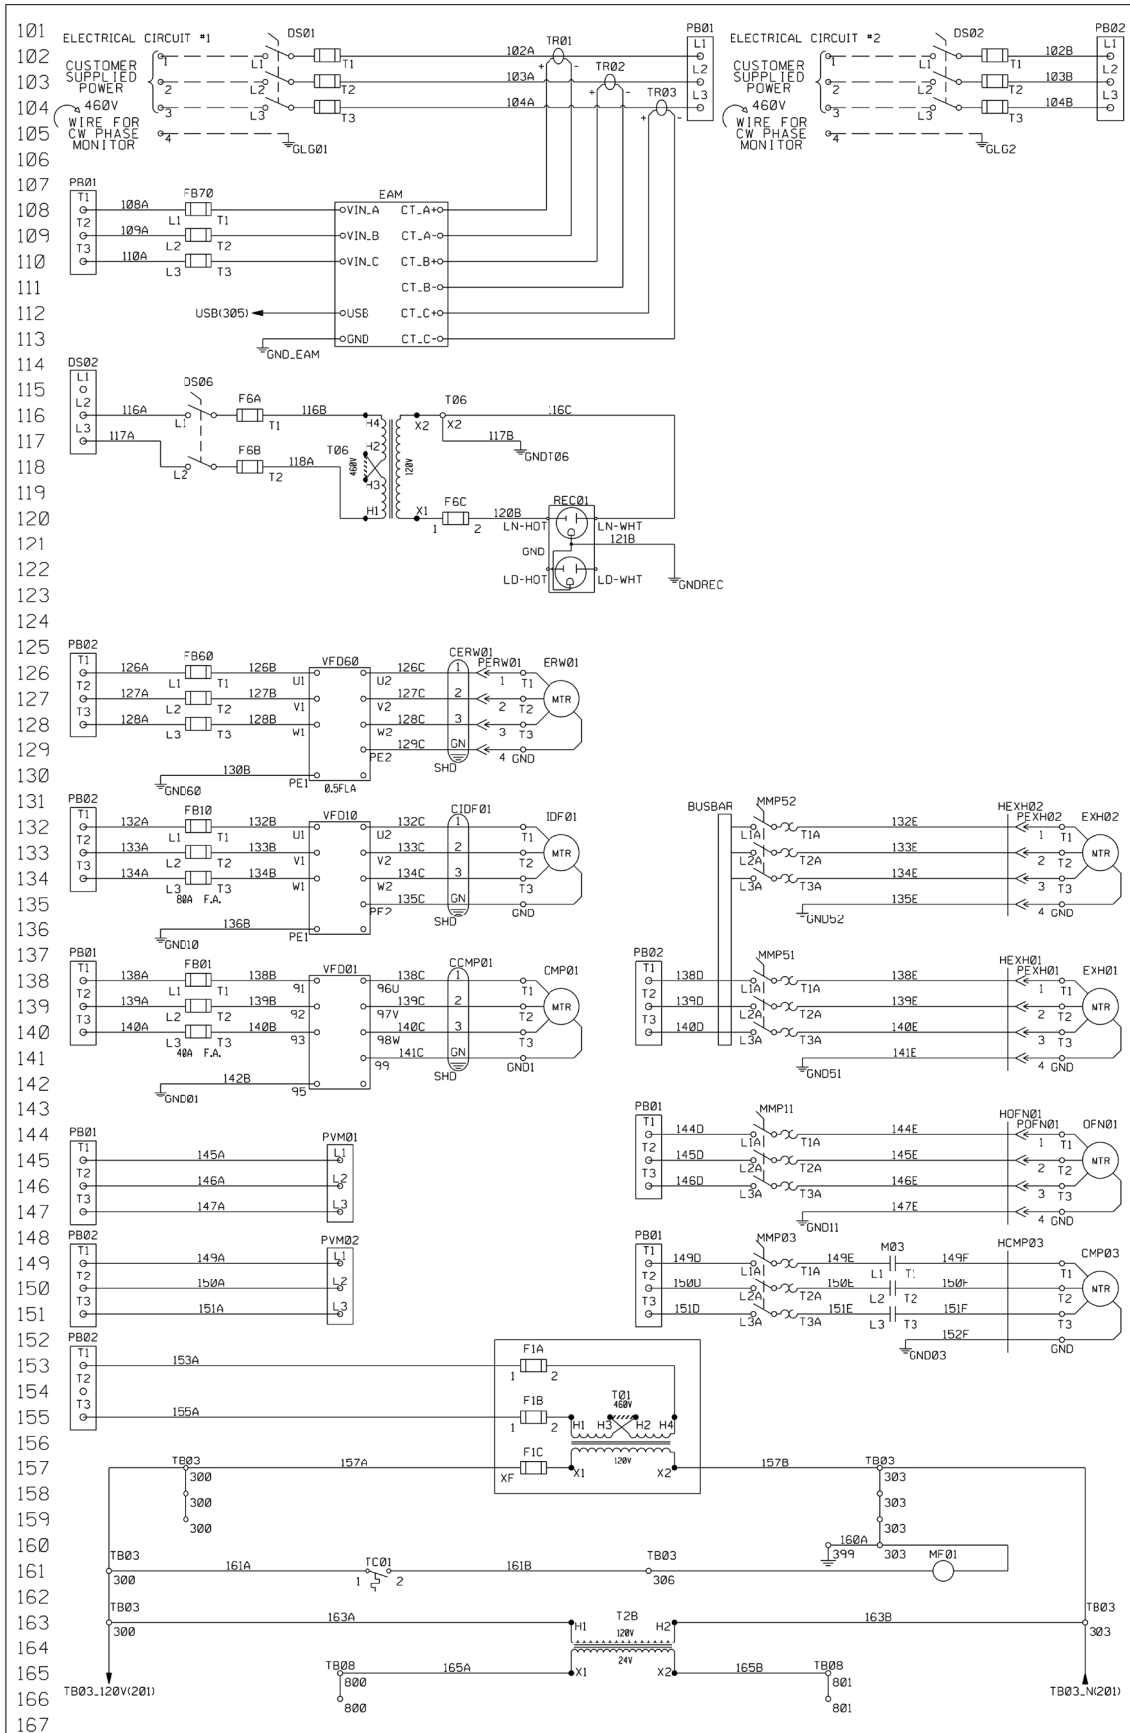 101
ELECTRICAL CIRCUIT #1 DS01 PB01 ELECTRICAL CIRCUIT #2 DS02 PB02
102 1 L1 T1 102A TR01 + - L1 1 L1 T1 102B L1
CUSTOMER SUPPLIED POWER CUSTOMER SUPPLIED POWER
103 2 L2 T2 103A TR02 + - L2 2 L2 T2 103B L2
104 460V 3 L3 T3 104A TR03 + - L3 460V 3 L3 T3 104B L3
WIRE FOR CW PHASE MONITOR WIRE FOR CW PHASE MONITOR
105 4 GLG01 4 GLG2
106
107 PB01 FB70 EAM
108 T1 108A L1 T1 VIN_A CT_A+
109 T2 109A L2 T2 VIN_B CT_A-
110 T3 110A L3 T3 VIN_C CT_B+
111 CT_B-
112 USB(305) USB CT_C+
113 GND_EAM GND CT_C-
114 DS02
115 L1 DS06
116 L2 116A L1 F6A T1 116B H4 X2 T06 X2 116C
117 L3 117A F6B T06 H2 117B GNDT06
118 L2 T2 118A 460V 120V
119 H3 F6C REC01
120 H1 X1 1 2 120B LN-HOT LN-WHT
121 GND 121B
122 LD-HOT LD-WHT GNDREC
123
124
125 PB02 FB60 VFD60 CERW01 PERW01 ERW01
126 T1 126A L1 T1 126B U1 U2 126C 1 1 T1
127 T2 127A L2 T2 127B V1 V2 127C 2 2 T2 MTR
128 T3 128A L3 T3 128B W1 W2 128C 3 3 T3
129 PE2 129C GN 4 GND
130 GND60 130B PE1 0.5FLA SHD
131 PB02 FB10 VFD10 CIDF01 IDF01 BUSBAR MMP52 HEXH02 PEXH02 EXH02
132 T1 132A L1 T1 132B U1 U2 132C 1 T1 L1A T1A 132E 1 T1
133 T2 133A L2 T2 133B V1 V2 133C 2 T2 MTR L2A T2A 133E 2 T2 MTR
134 T3 134A L3 T3 134B W1 W2 134C 3 T3 L3A T3A 134E 3 T3
135 80A F.A. PE2 135C GN GND GND52 135E 4 GND
136 GND10 136B PE1 SHD
137 PB01 FB01 VFD01 CCMP01 CMP01 PB02 MMP51 HEXH01 PEXH01 EXH01
138 T1 138A L1 T1 138B 91 96U 138C 1 T1 T1 138D L1A T1A 138E 1 T1
139 T2 139A L2 T2 139B 92 97V 139C 2 T2 MTR T2 139D L2A T2A 139E 2 T2 MTR
140 T3 140A L3 T3 140B 93 98W 140C 3 T3 T3 140D L3A T3A 140E 3 T3
141 40A F.A. 99 141C GN GND1 GND51 141E 4 GND
142 GND01 142B 95 SHD
143 PB01 MMP11 HOFN01 POFN01 OFN01
144 PB01 PVM01 T1 144D L1A T1A 144E 1 T1
145 T1 145A L1 T2 145D L2A T2A 145E 2 T2 MTR
146 T2 146A L2 T3 146D L3A T3A 146E 3 T3
147 T3 147A L3 GND11 147E 4 GND
148 PB02 PVM02 PB01 MMP03 M03 HCMP03 CMP03
149 T1 149A L1 T1 149D L1A T1A 149E L1 T1 149F T1
150 T2 150A L2 T2 150D L2A T2A 150E L2 T2 150F T2 MTR
151 T3 151A L3 T3 151D L3A T3A 151E L3 T3 151F T3
152 PB02 GND03 152F GND
153 T1 153A F1A 1 2
154 T2 T01 460V
155 T3 155A F1B 1 2 H1 H3 H2 H4
156
157 TB03 300 157A F1C XF X1 120V X2 157B TB03 303
158 300 303
159 300 303
160 160A 399 303
161 TB03 300 161A TC01 1 2 161B TB03 306 MF01
162
163 TB03 300 163A H1 T2B 120V H2 163B TB03 303
164 24V
165 TB08 800 165A X1 X2 165B TB08 801
166 TB03_120V(201) 800 801 TB03_N(201)
167